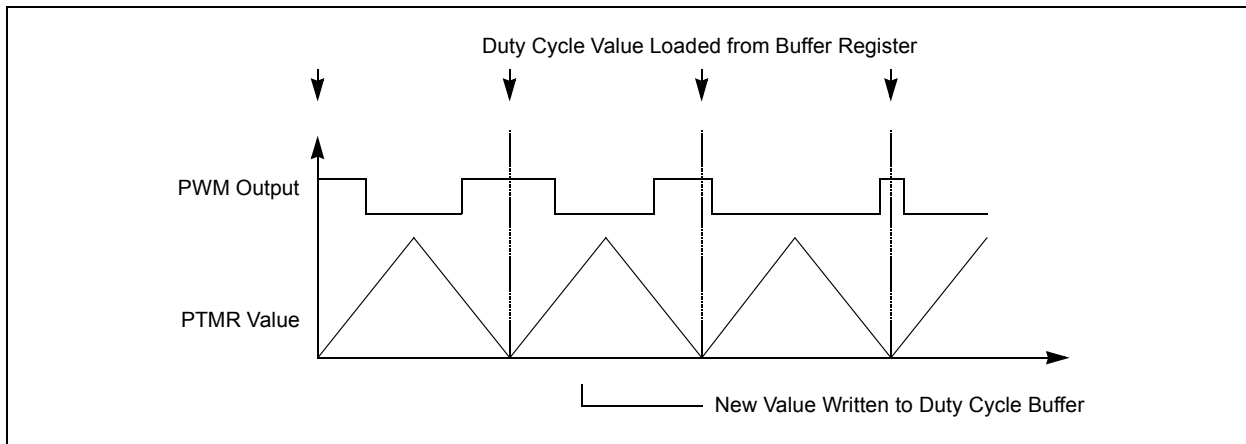 Duty Cycle Value Loaded from Buffer Register
PWM Output
PTMR Value
New Value Written to Duty Cycle Buffer